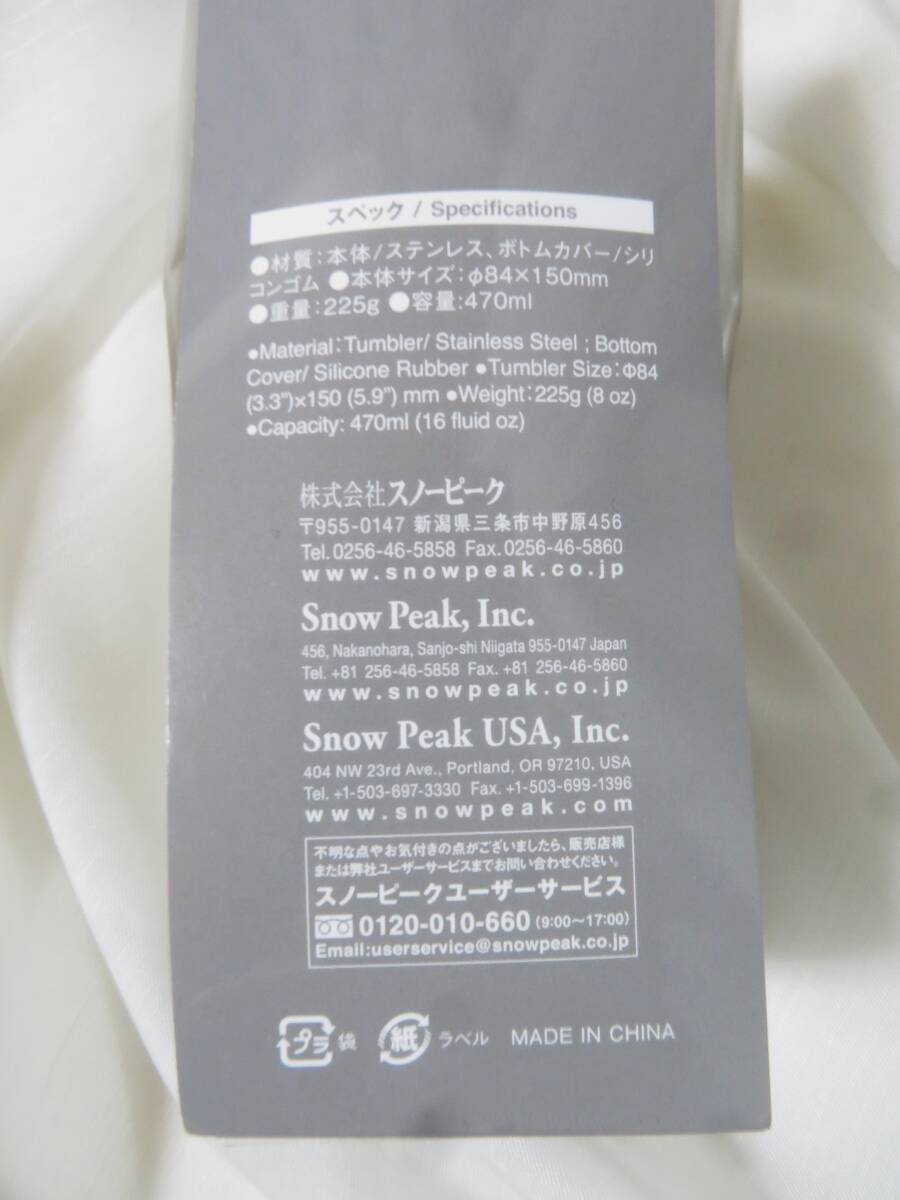 スペック / Specifications
●材質:本体/ステンレス、ボトムカバー/シリ
コンゴム ●本体サイズ:φ84×150mm
●重量:225g ●容量:470ml
●Material:Tumbler/ Stainless Steel ; Bottom
Cover/ Silicone Rubber ●Tumbler Size:Φ84
(3.3")×150 (5.9") mm ●Weight:225g (8 oz)
●Capacity: 470ml (16 fluid oz)
株式会社スノーピーク
〒955-0147 新潟県三条市中野原456
Tel.0256-46-5858 Fax.0256-46-5860
www.snowpeak.co.jp
Snow Peak, Inc.
456, Nakanohara, Sanjo-shi Niigata 955-0147 Japan
Tel. +81 256-46-5858 Fax. +81 256-46-5860
www.snowpeak.co.jp
Snow Peak USA, Inc.
404 NW 23rd Ave., Portland, OR 97210, USA
Tel. +1-503-697-3330 Fax. +1-503-699-1396
www.snowpeak.com
不明な点やお気付きの点がございましたら、販売店様
または弊社ユーザーサービスまでお問い合わせください。
スノーピークユーザーサービス
0120-010-660 (9:00〜17:00)
Email:userservice@snowpeak.co.jp
プラ 袋 紙 ラベル MADE IN CHINA